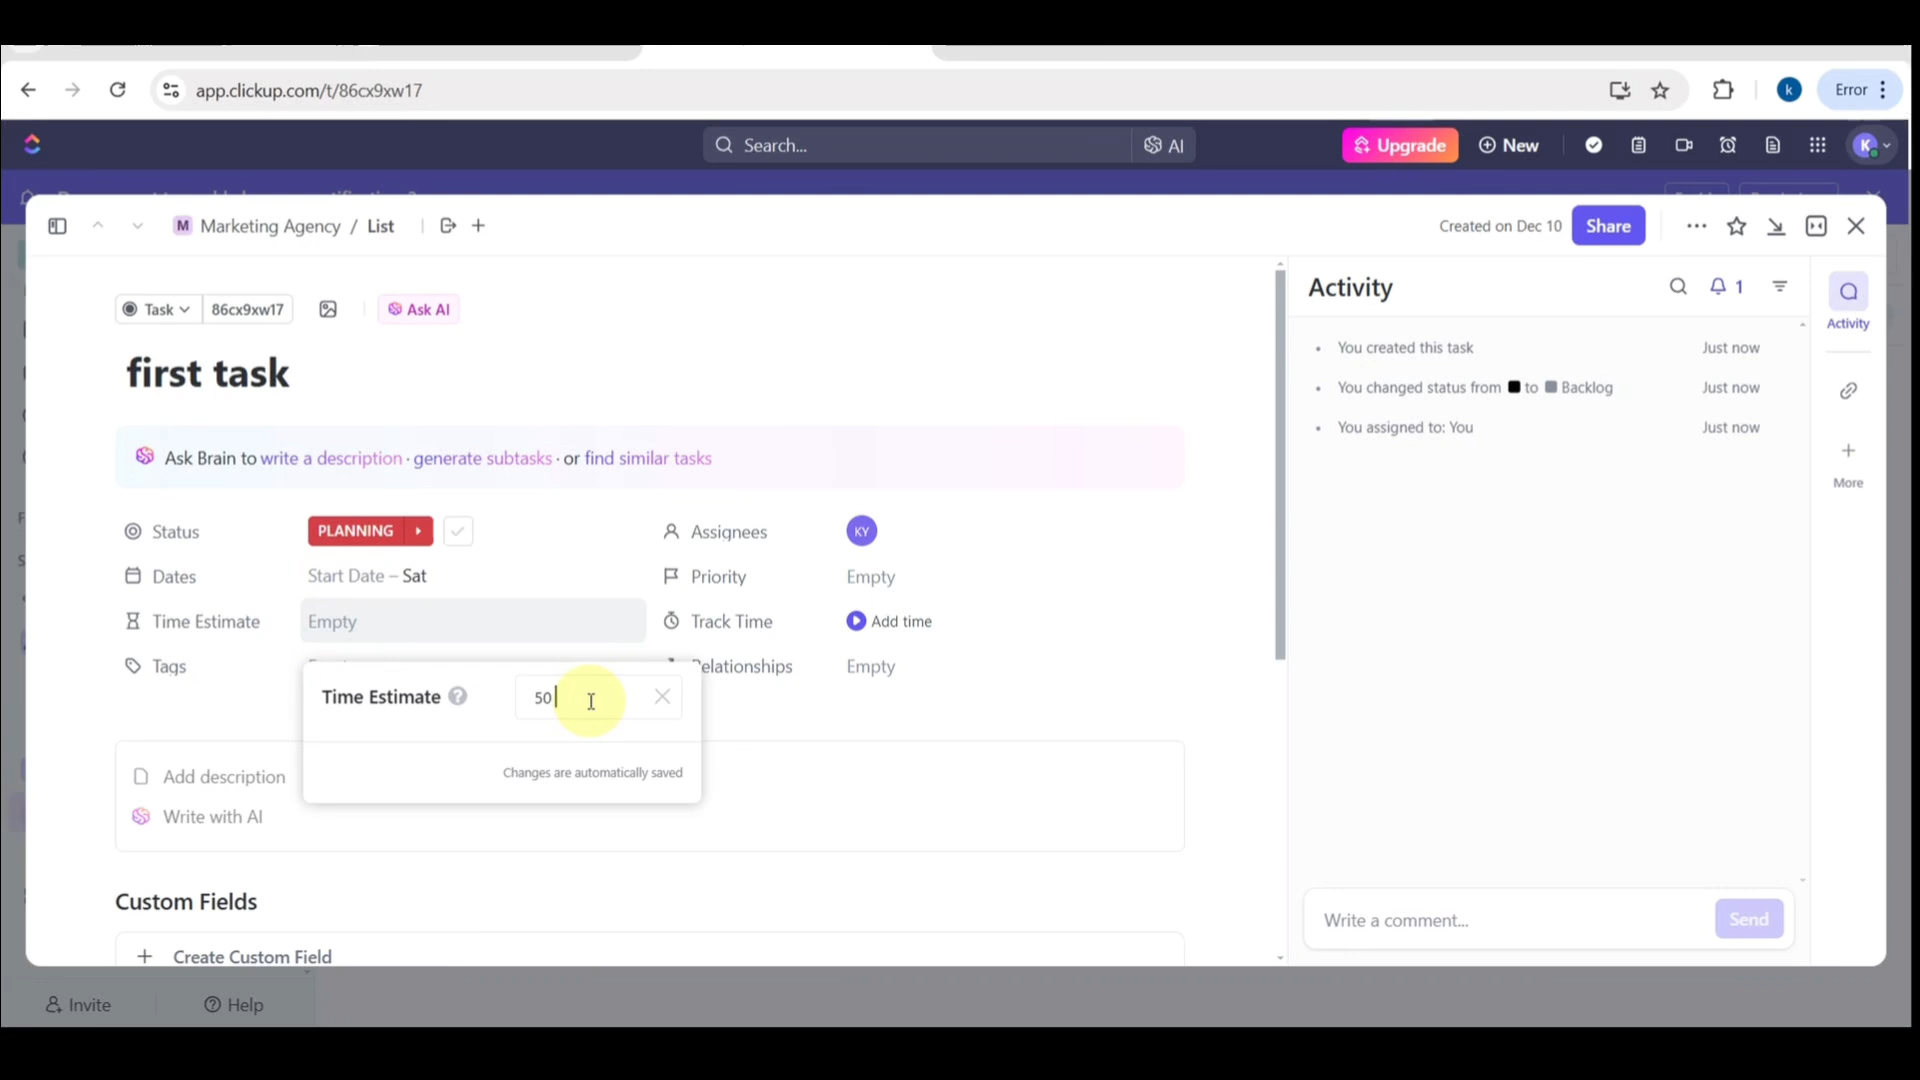 app.clickup.com/t/86cx9xw17
Error
Search...
AI
Upgrade
New
K
M Marketing Agency / List
Created on Dec 10
Share
Task
86cx9xw17
Ask AI
first task
Ask Brain to write a description · generate subtasks · or find similar tasks
Status
PLANNING
Assignees
KY
Dates
Start Date – Sat
Priority
Empty
Time Estimate
Empty
Track Time
Add time
Tags
Relationships
Empty
Time Estimate
50
Changes are automatically saved
Add description
Write with AI
Custom Fields
Create Custom Field
Activity
1
You created this task
Just now
You changed status from to Backlog
Just now
You assigned to: You
Just now
Write a comment...
Send
Activity
More
Invite
Help